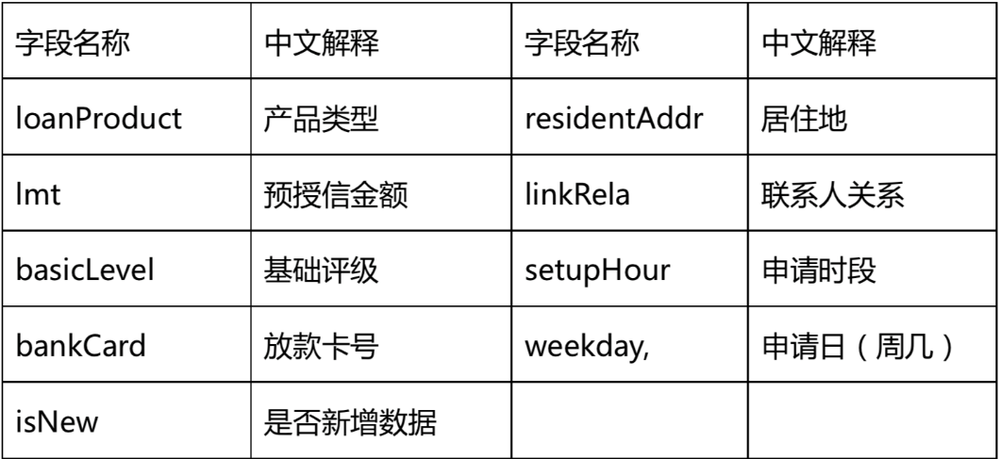 字段名称 中文解释 字段名称 中文解释
loanProduct 产品类型 residentAddr 居住地
lmt 预授信金额 linkRela 联系人关系
basicLevel 基础评级 setupHour 申请时段
bankCard 放款卡号 weekday, 申请日（周几）
isNew 是否新增数据